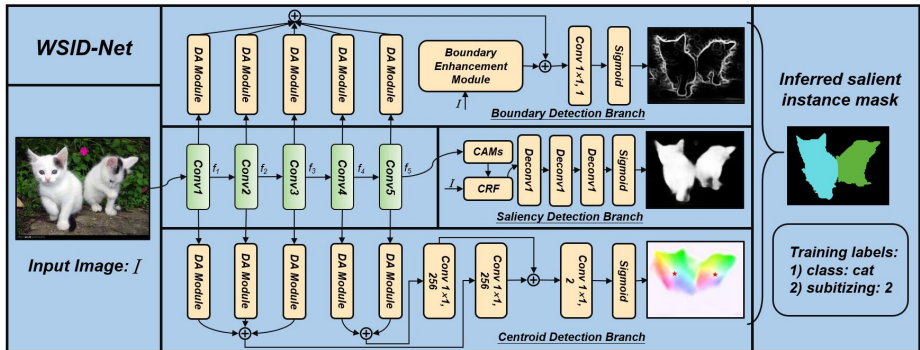 WSID-Net
Input Image: I
DA Module
DA Module
DA Module
DA Module
DA Module
Boundary
Enhancement
Module
I
Conv 1×1, 1
Sigmoid
Boundary Detection Branch
Conv1
f1
Conv2
f2
Conv3
f3
Conv4
f4
Conv5
f5
CAMs
I
CRF
Deconv1
Deconv1
Deconv1
Sigmoid
Saliency Detection Branch
DA Module
DA Module
DA Module
DA Module
DA Module
Conv 1×1,
256
Conv 1×1,
256
Conv 1×1,
2
Sigmoid
Centroid Detection Branch
Inferred salient
instance mask
Training labels:
1) class: cat
2) subitizing: 2